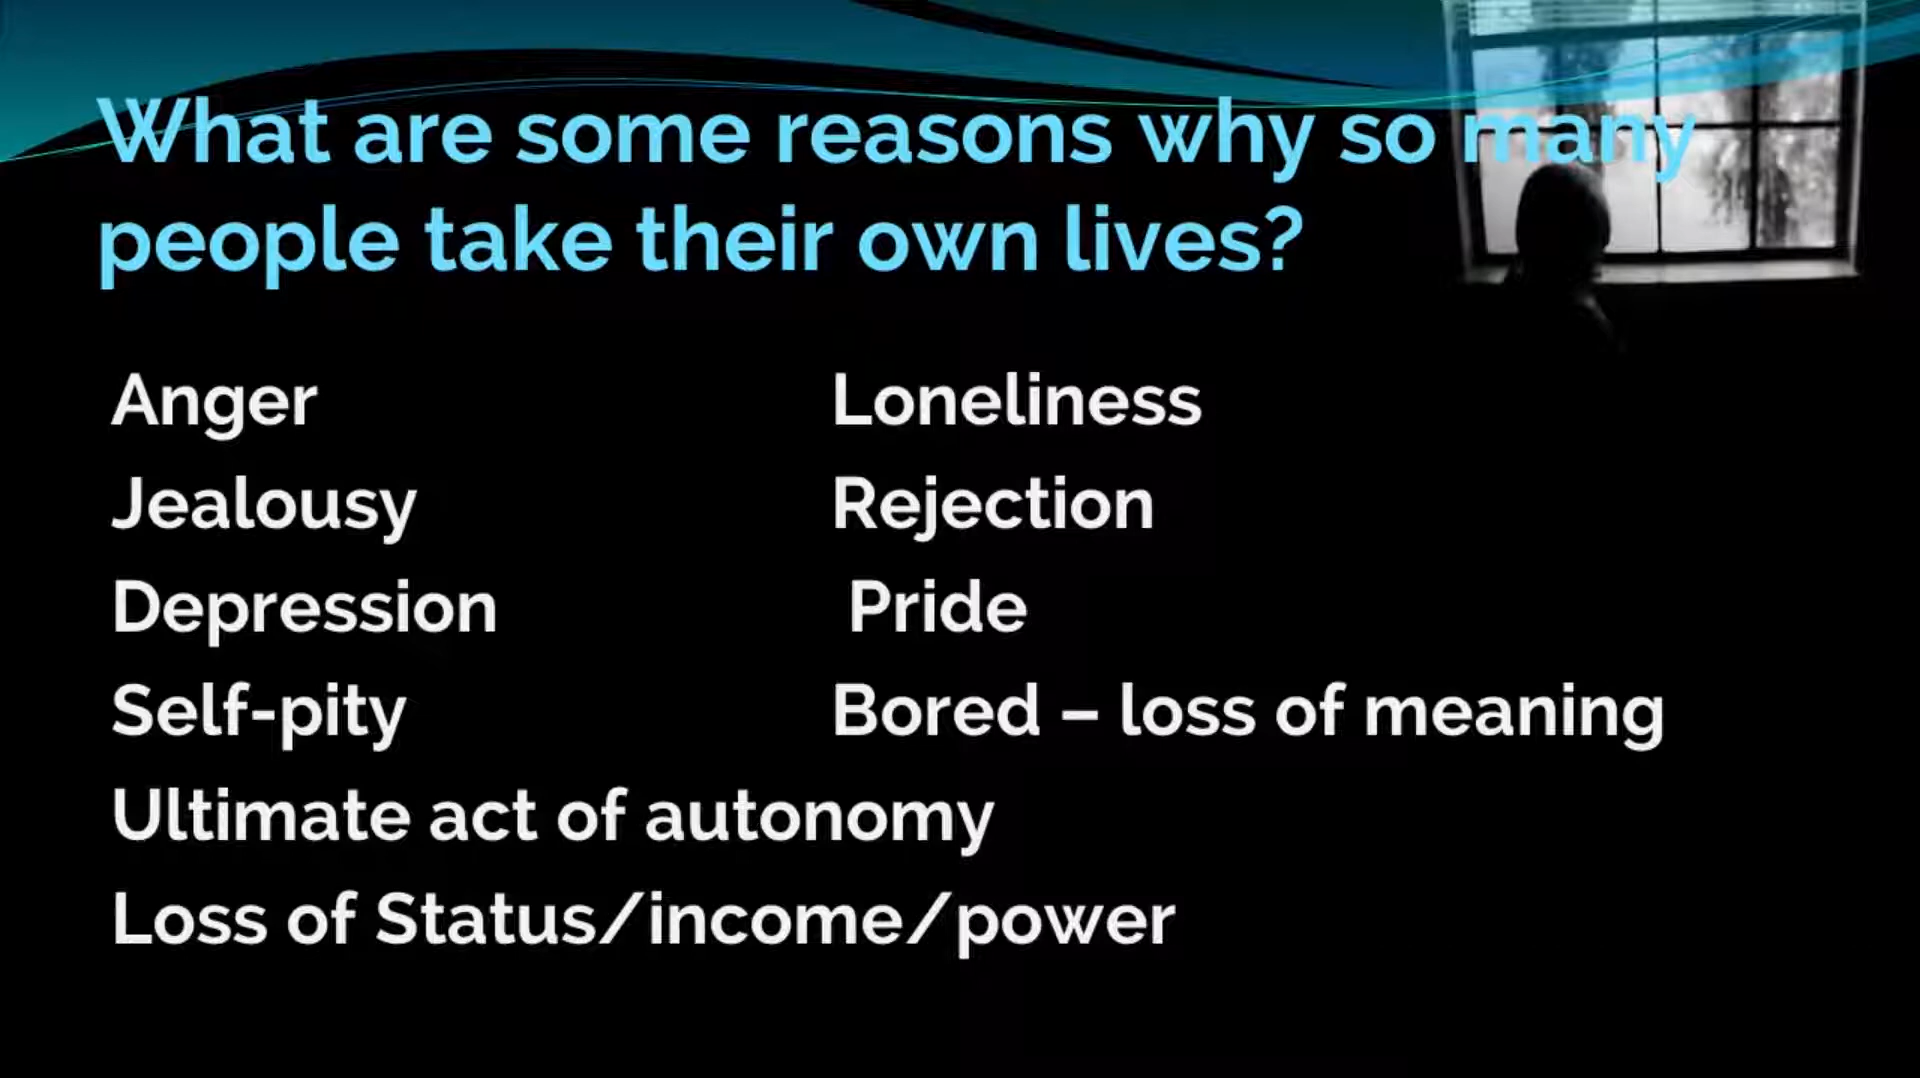 What are some reasons why so many
people take their own lives?
Anger Loneliness
Jealousy Rejection
Depression Pride
Self-pity Bored – loss of meaning
Ultimate act of autonomy
Loss of Status/income/power